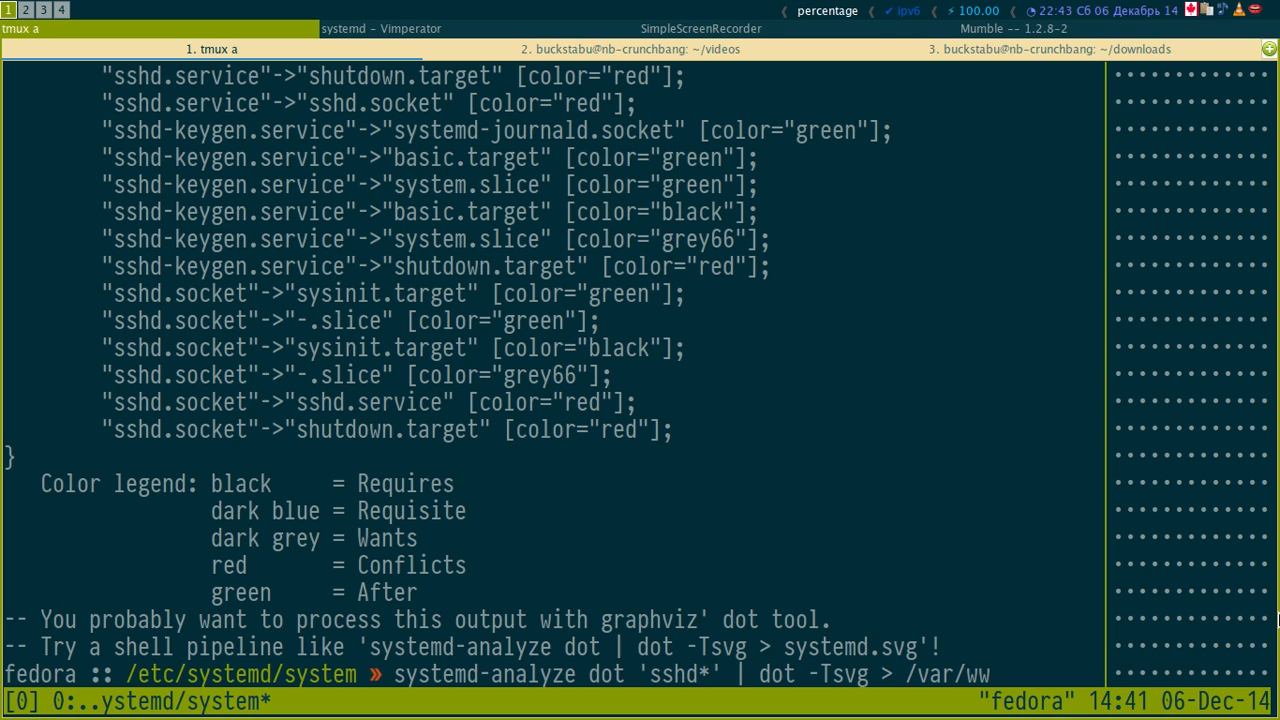 1 2 3 4 percentage ✔ ipv6 ⚡ 100.00 22:43 Сб 06 Декабрь 14
tmux a systemd - Vimperator SimpleScreenRecorder Mumble -- 1.2.8-2
1. tmux a 2. buckstabu@nb-crunchbang: ~/videos 3. buckstabu@nb-crunchbang: ~/downloads
"sshd.service"->"shutdown.target" [color="red"];
"sshd.service"->"sshd.socket" [color="red"];
"sshd-keygen.service"->"systemd-journald.socket" [color="green"];
"sshd-keygen.service"->"basic.target" [color="green"];
"sshd-keygen.service"->"system.slice" [color="green"];
"sshd-keygen.service"->"basic.target" [color="black"];
"sshd-keygen.service"->"system.slice" [color="grey66"];
"sshd-keygen.service"->"shutdown.target" [color="red"];
"sshd.socket"->"sysinit.target" [color="green"];
"sshd.socket"->"-.slice" [color="green"];
"sshd.socket"->"sysinit.target" [color="black"];
"sshd.socket"->"-.slice" [color="grey66"];
"sshd.socket"->"sshd.service" [color="red"];
"sshd.socket"->"shutdown.target" [color="red"];
}
Color legend: black = Requires
dark blue = Requisite
dark grey = Wants
red = Conflicts
green = After
-- You probably want to process this output with graphviz' dot tool.
-- Try a shell pipeline like 'systemd-analyze dot | dot -Tsvg > systemd.svg'!
fedora :: /etc/systemd/system » systemd-analyze dot 'sshd*' | dot -Tsvg > /var/ww
[0] 0:..ystemd/system* "fedora" 14:41 06-Dec-14